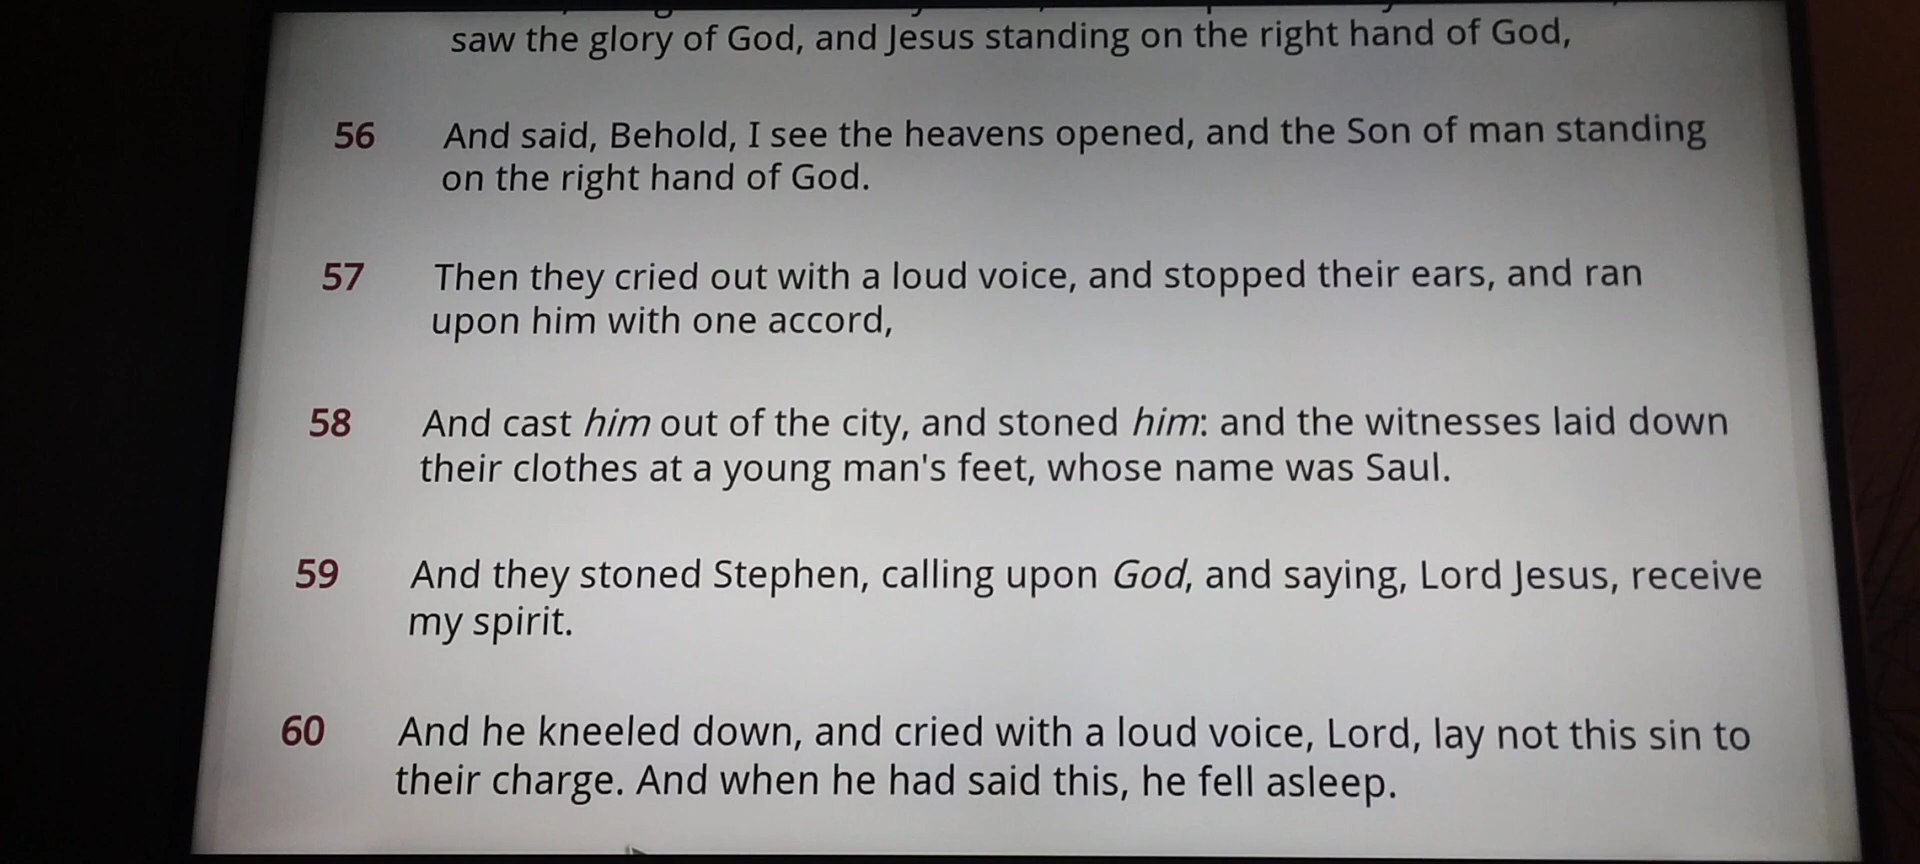 saw the glory of God, and Jesus standing on the right hand of God,
56 And said, Behold, I see the heavens opened, and the Son of man standing
on the right hand of God.
57 Then they cried out with a loud voice, and stopped their ears, and ran
upon him with one accord,
58 And cast him out of the city, and stoned him: and the witnesses laid down
their clothes at a young man's feet, whose name was Saul.
59 And they stoned Stephen, calling upon God, and saying, Lord Jesus, receive
my spirit.
60 And he kneeled down, and cried with a loud voice, Lord, lay not this sin to
their charge. And when he had said this, he fell asleep.